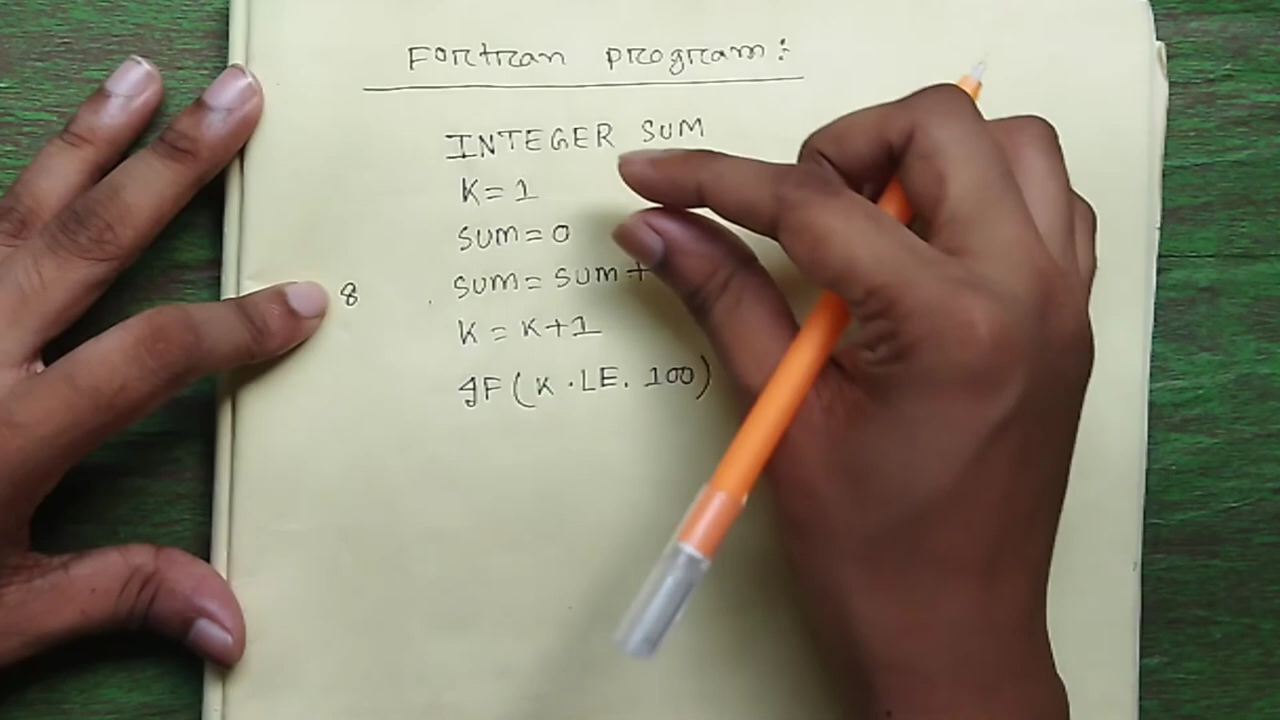 Fortran program:
INTEGER SUM
K = 1
SUM = 0
8 SUM = SUM +
K = K+1
IF (K .LE. 100)